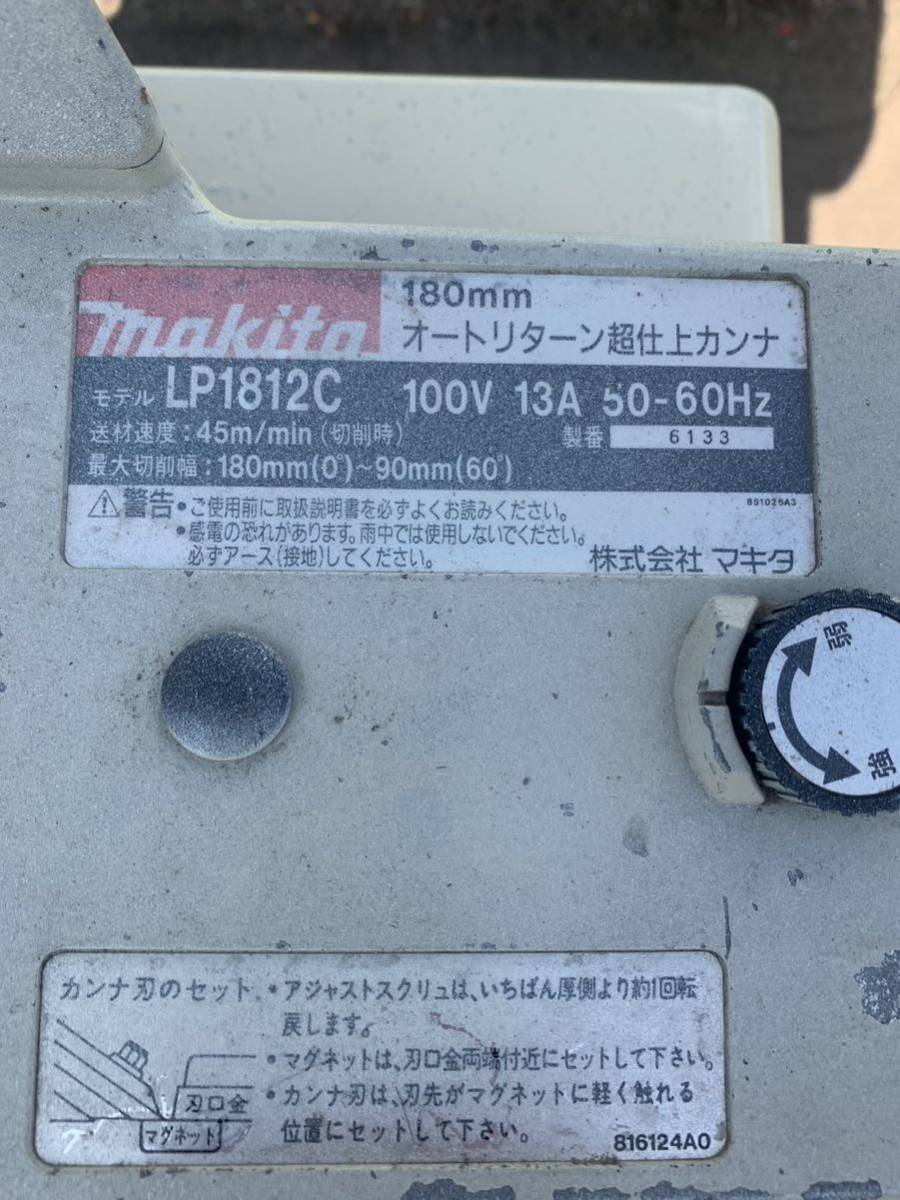 makita
180mm
オートリターン超仕上カンナ
モデル LP1812C 100V 13A 50-60Hz
送材速度:45m/min(切削時) 製番 6133
最大切削幅:180mm(0°)~90mm(60°)
851026A3
⚠警告 •ご使用前に取扱説明書を必ずよくお読みください。
•感電の恐れがあります。雨中では使用しないでください。
必ずアース(接地)してください。
株式会社 マキタ
弱
強
カンナ刃のセット
•アジャストスクリュは、いちばん厚側より約1回転
戻します。
•マグネットは、刃口金両端付近にセットして下さい。
•カンナ刃は、刃先がマグネットに軽く触れる
位置にセットして下さい。
刃口金
マグネット
816124A0